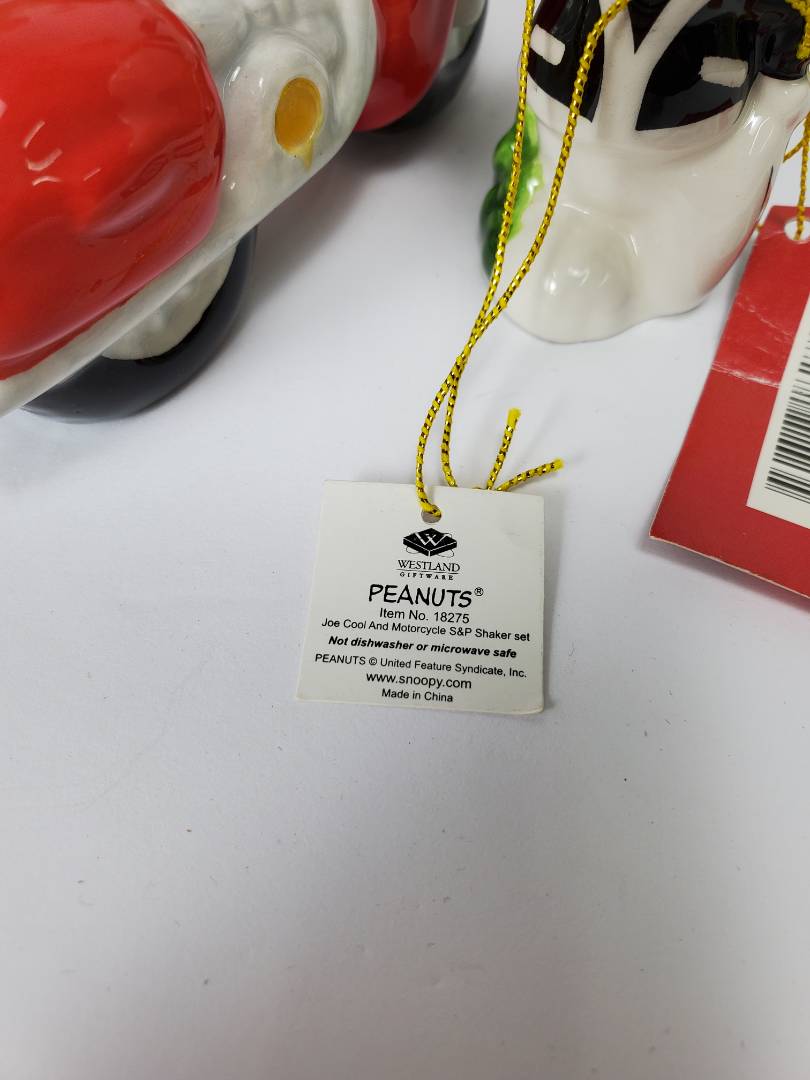 W
WESTLAND
GIFTWARE
PEANUTS®
Item No. 18275
Joe Cool And Motorcycle S&P Shaker set
Not dishwasher or microwave safe
PEANUTS © United Feature Syndicate, Inc.
www.snoopy.com
Made in China